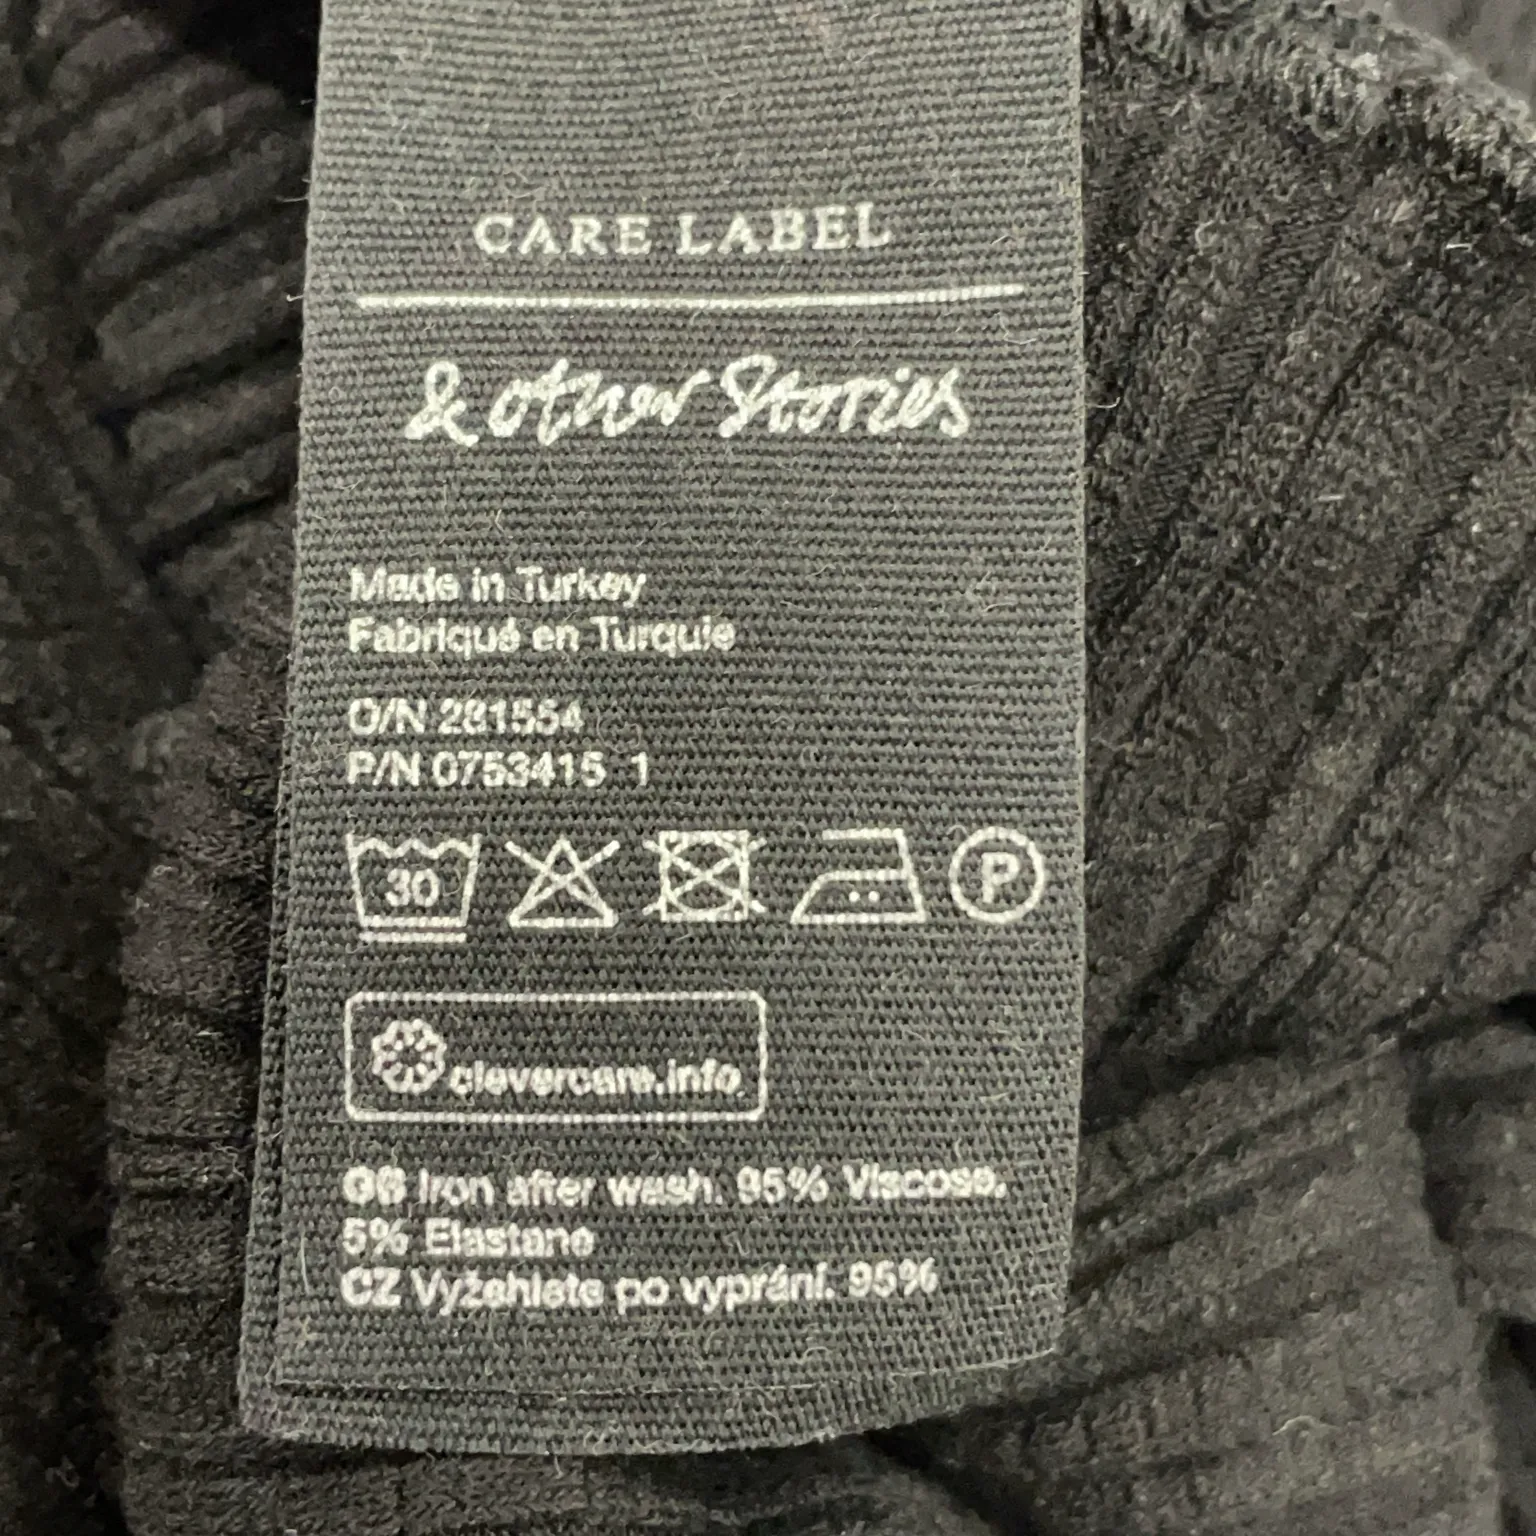 CARE LABEL
& other Stories
Made in Turkey
Fabriqué en Turquie
O/N 281554
P/N 0753415 1
30
P
clevercare.info
GB Iron after wash. 95% Viscose.
5% Elastane
CZ Vyžehlete po vyprání. 95%